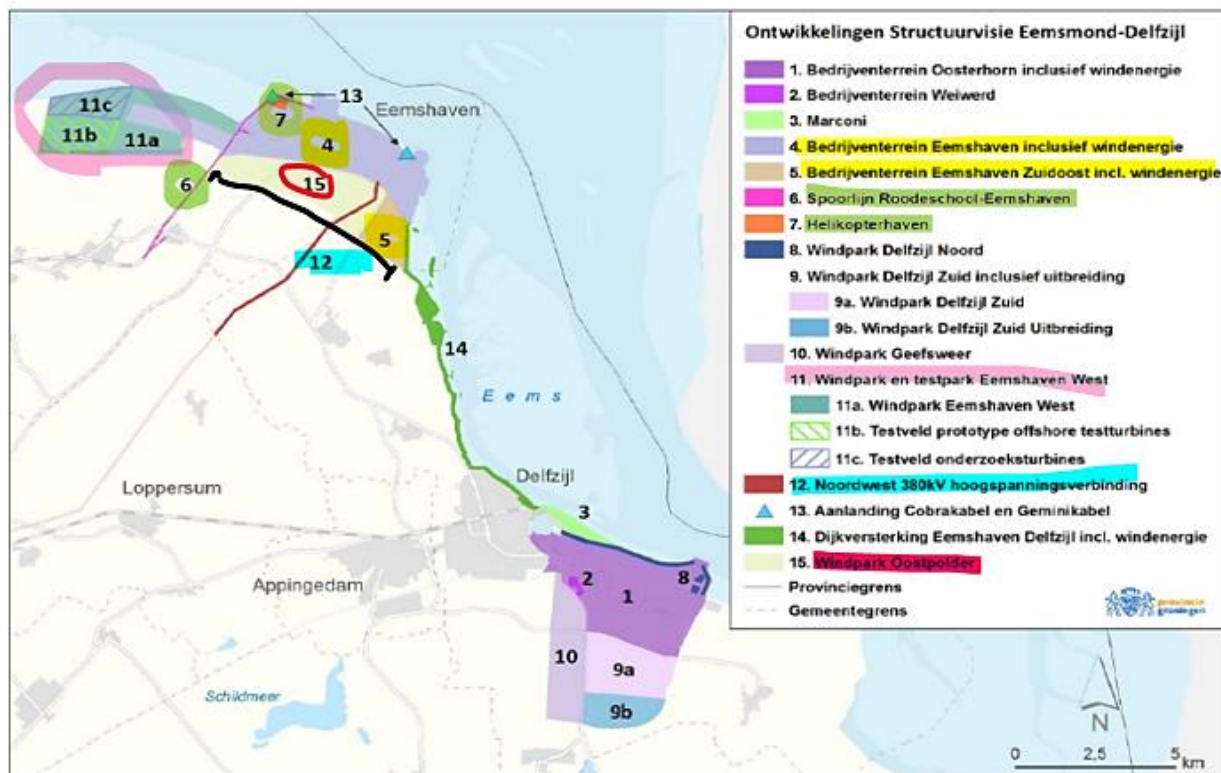 Ontwikkelingen Structuurvisie Eemsmond-Delfzijl
1. Bedrijventerrein Oosterhorn inclusief windenergie
2. Bedrijventerrein Weiwerd
3. Marconi
4. Bedrijventerrein Eemshaven inclusief windenergie
5. Bedrijventerrein Eemshaven Zuidoost incl. windenergie
6. Spoorlijn Roodeschool-Eemshaven
7. Helikopterhaven
8. Windpark Delfzijl Noord
9. Windpark Delfzijl Zuid inclusief uitbreiding
9a. Windpark Delfzijl Zuid
9b. Windpark Delfzijl Zuid Uitbreiding
10. Windpark Geefsweer
11. Windpark en testpark Eemshaven West
11a. Windpark Eemshaven West
11b. Testveld prototype offshore testturbines
11c. Testveld onderzoeksturbines
12. Noordwest 380kV hoogspanningsverbinding
13. Aanlanding Cobrakabel en Geminikabel
14. Dijkversterking Eemshaven Delfzijl incl. windenergie
15. Windpark Oostpolder
Provinciegrens
Gemeentegrens
provincie
groningen
11c
11b
11a
13
7
Eemshaven
4
6
15
5
12
14
Eems
Loppersum
Delfzijl
3
Appingedam
2
1
8
10
9a
9b
Schildmeer
N
0 2,5 5
km